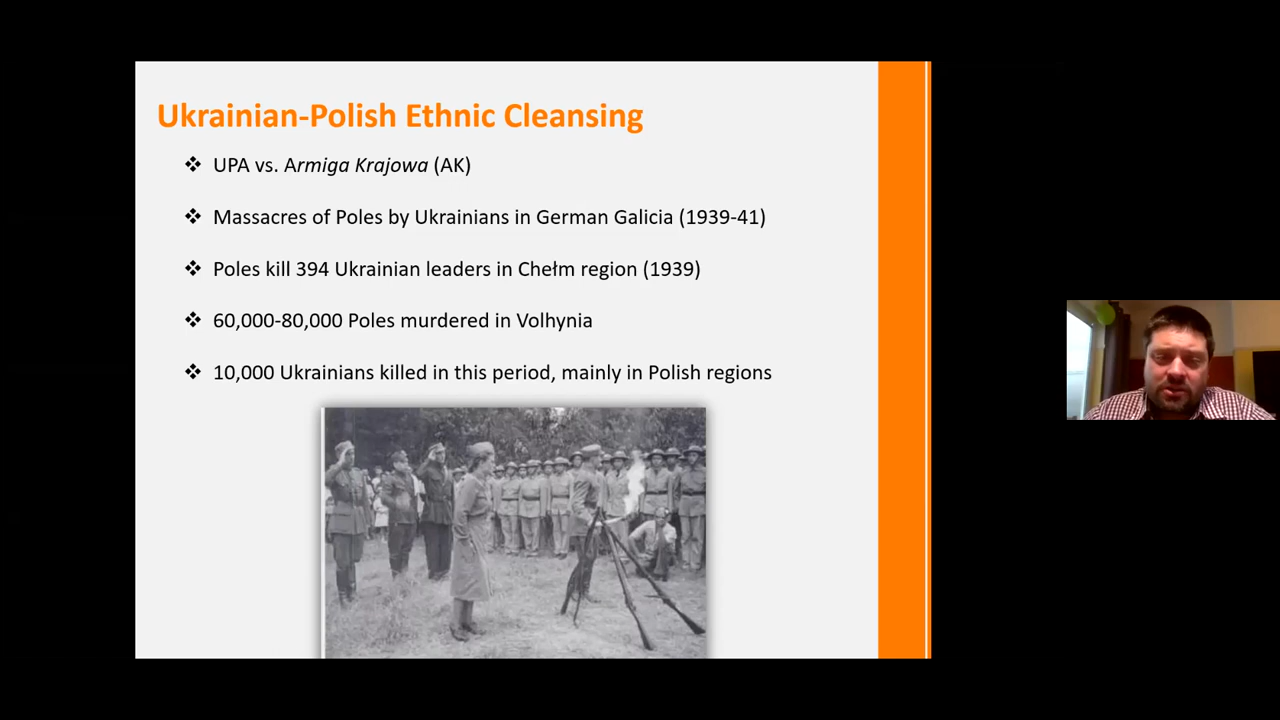 Ukrainian-Polish Ethnic Cleansing
❖ UPA vs. Armiga Krajowa (AK)
❖ Massacres of Poles by Ukrainians in German Galicia (1939-41)
❖ Poles kill 394 Ukrainian leaders in Chełm region (1939)
❖ 60,000-80,000 Poles murdered in Volhynia
❖ 10,000 Ukrainians killed in this period, mainly in Polish regions